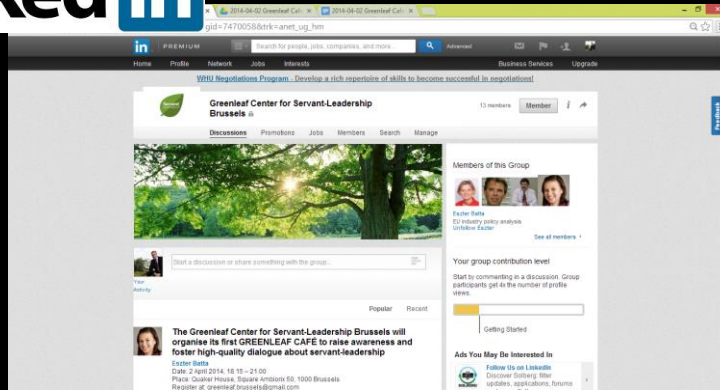 ked in
2014-04-02 Greenleaf Caf
2014-04-02 Greenleaf Caf
gid=7470058&trk=anet_ug_hm
in PREMIUM Search for people, jobs, companies, and more... Advanced
Home Profile Network Jobs Interests Business Services Upgrade
WHU Negotiations Program - Develop a rich repertoire of skills to become successful in negotiations!
Greenleaf Center for Servant-Leadership
Brussels
13 members Member i
Discussions Promotions Jobs Members Search Manage
Feedback
Members of this Group
Eszter Batta
EU industry policy analysis
Unfollow Eszter
See all members
Start a discussion or share something with the group...
Your
Activity
Your group contribution level
Start by commenting in a discussion. Group
participants get 4x the number of profile
views.
Getting Started
Popular Recent
The Greenleaf Center for Servant-Leadership Brussels will
organise its first GREENLEAF CAFÉ to raise awareness and
foster high-quality dialogue about servant-leadership
Eszter Batta
Date: 2 April 2014, 18.15 – 21.00
Place: Quaker House, Square Ambiorix 50, 1000 Brussels
Register at: greenleaf.brussels@gmail.com
Ads You May Be Interested In
Follow Us on LinkedIn
Discover Solberg: filter
updates, applications, forums